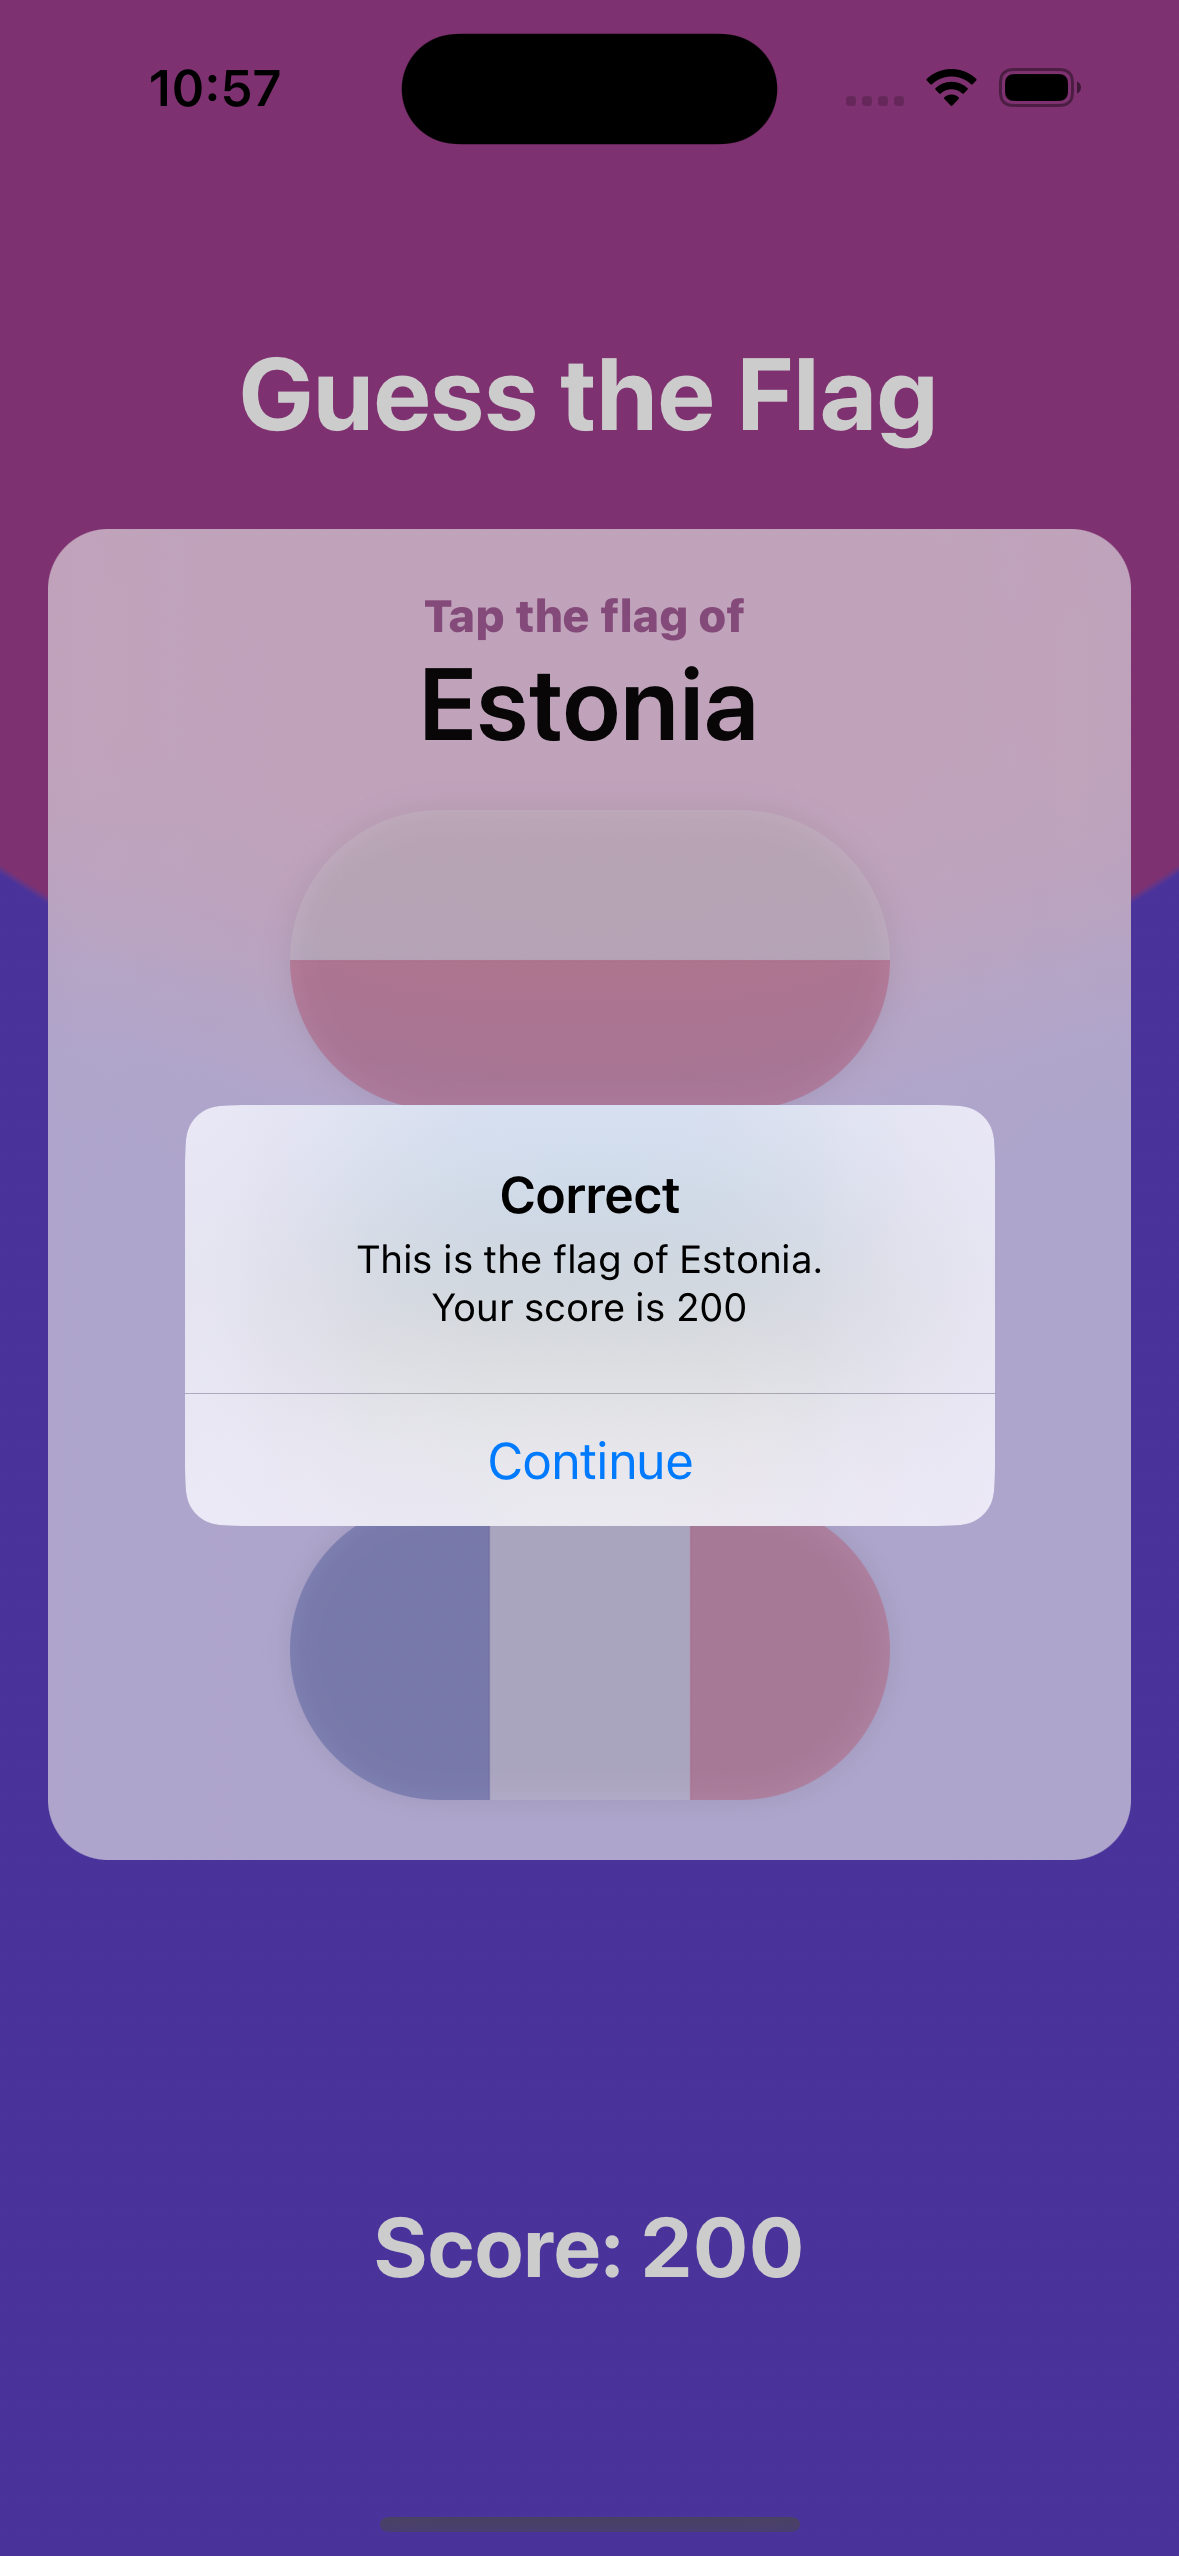 10:57
Guess the Flag
Tap the flag of
Estonia
Correct
This is the flag of Estonia.
Your score is 200
Continue
Score: 200